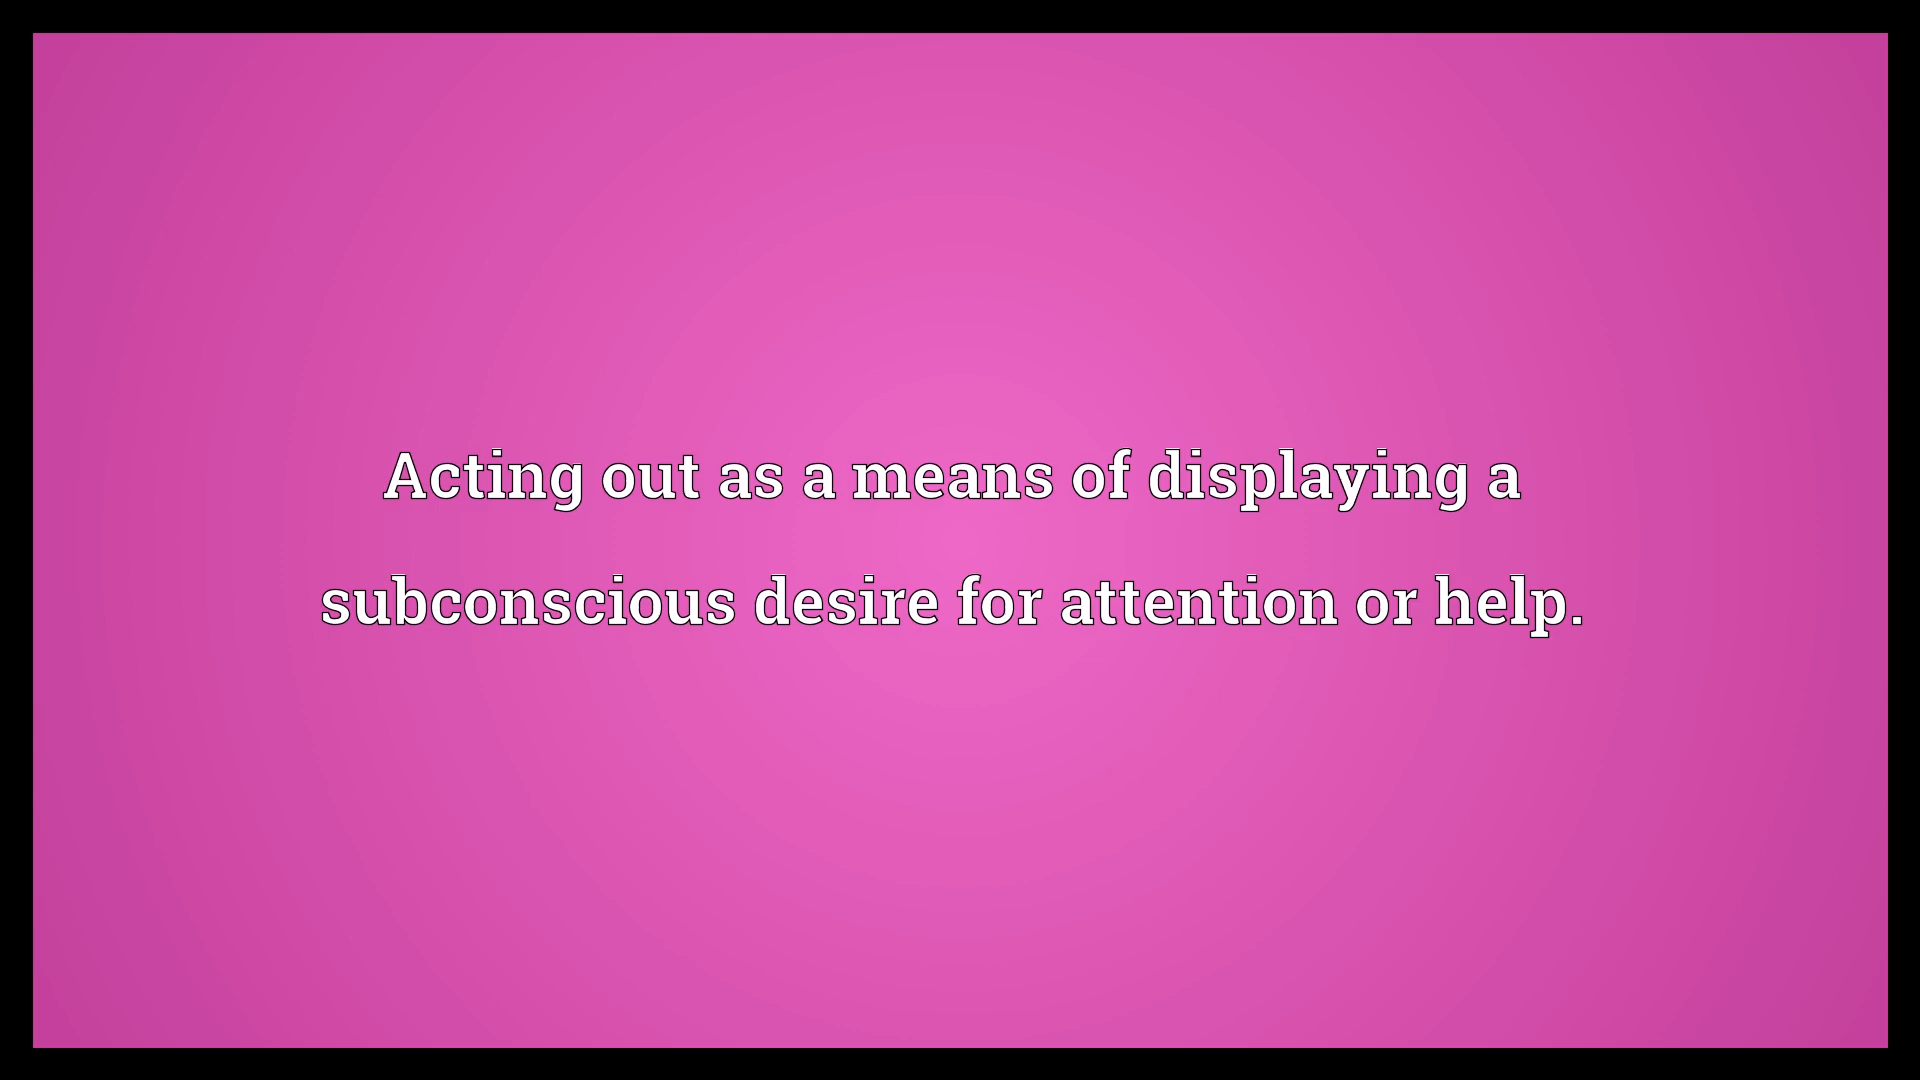 Acting out as a means of displaying a
subconscious desire for attention or help.